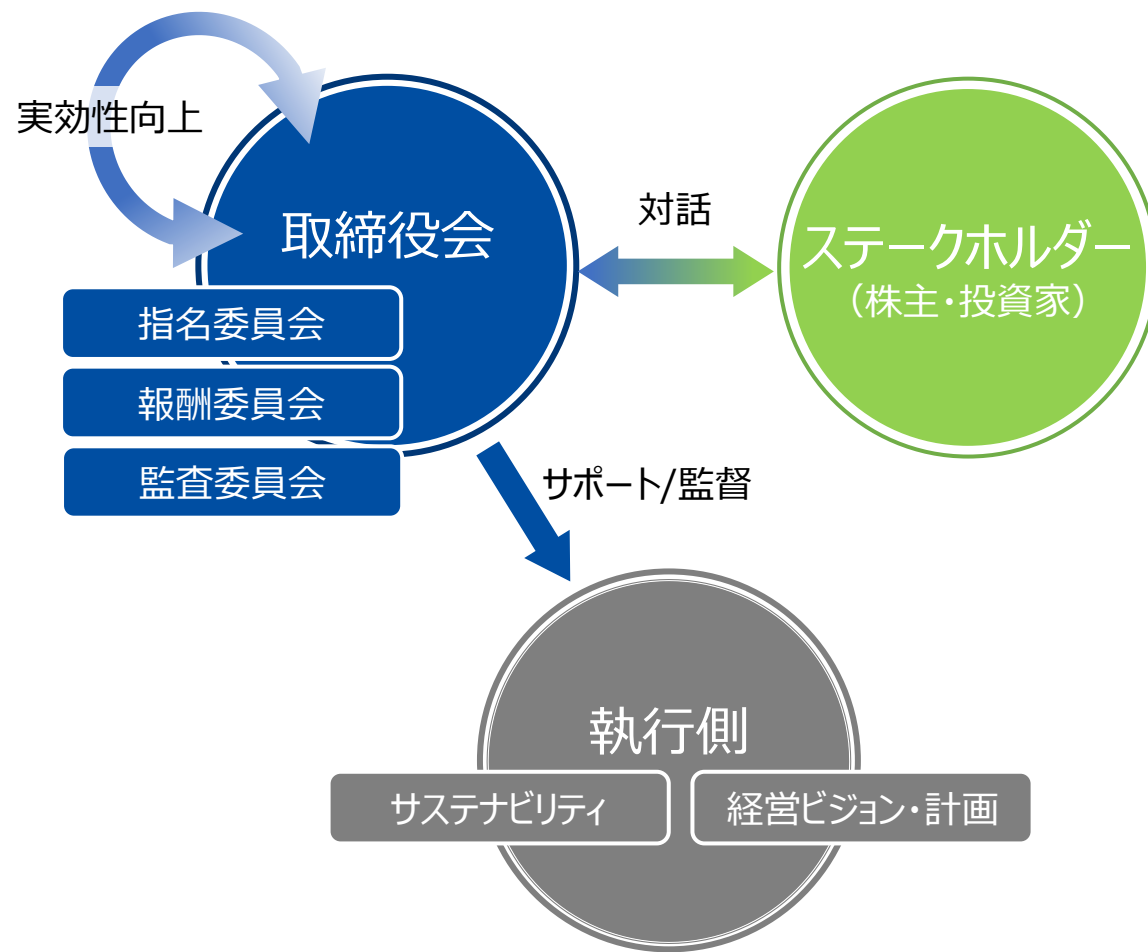 実効性向上
取締役会
指名委員会
報酬委員会
監査委員会
対話
ステークホルダー
（株主・投資家）
サポート/監督
執行側
サステナビリティ
経営ビジョン・計画